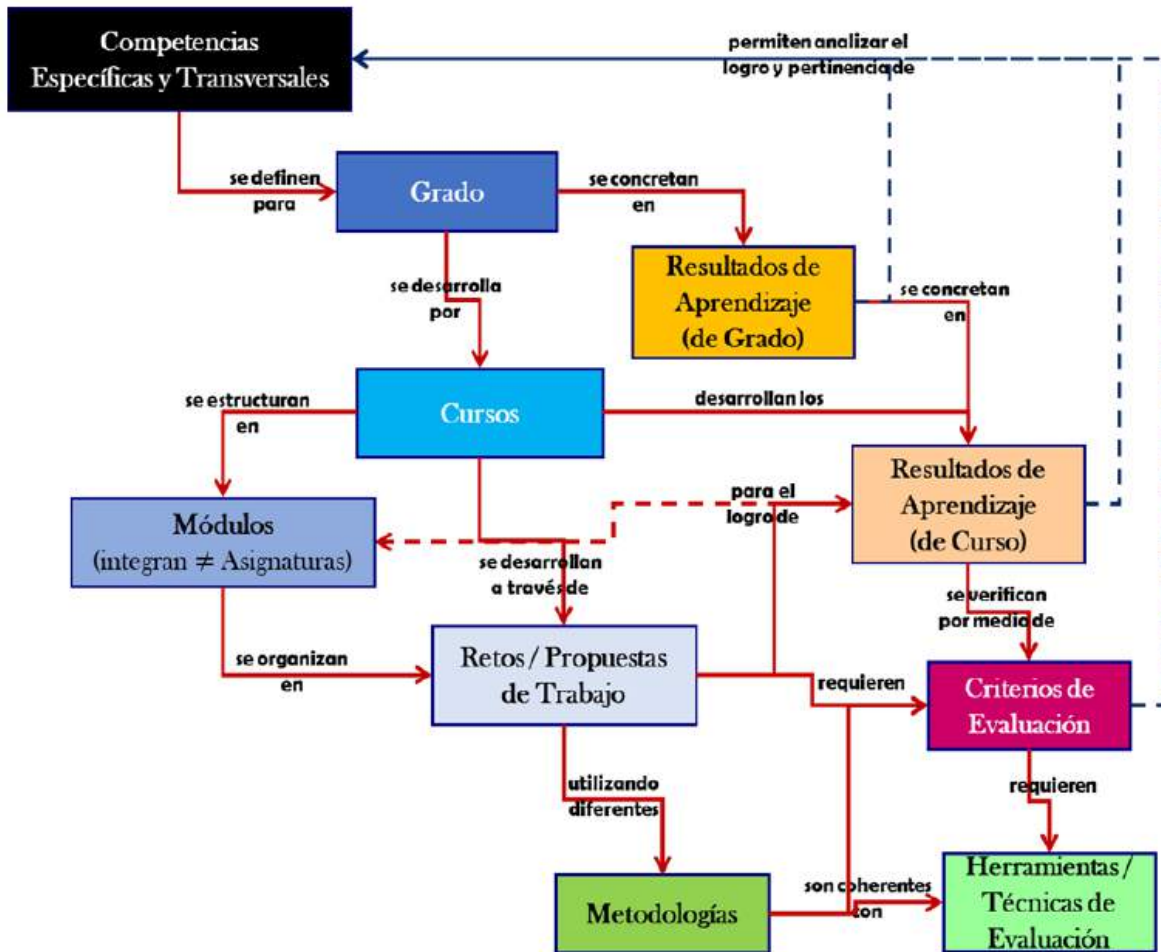 Competencias
Específicas y Transversales
permiten analizar el
logro y pertinencia de
se definen
para
Grado
se concretan
en
Resultados de
Aprendizaje
(de Grado)
se desarrolla
por
se concretan
en
se estructuran
en
Cursos
desarrollan los
Módulos
(integran ≠ Asignaturas)
para el
logro de
Resultados de
Aprendizaje
(de Curso)
se desarrollan
a través de
se verifican
por medio de
se organizan
en
Retos / Propuestas
de Trabajo
requieren
Criterios de
Evaluación
utilizando
diferentes
requieren
Metodologías
son coherentes
con
Herramientas /
Técnicas de
Evaluación